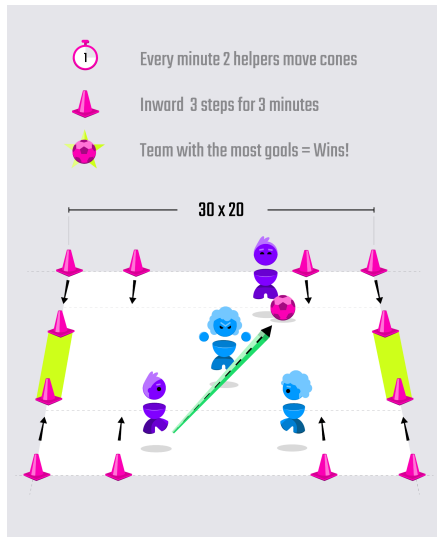 1
Every minute 2 helpers move cones
Inward 3 steps for 3 minutes
Team with the most goals = Wins!
30 x 20